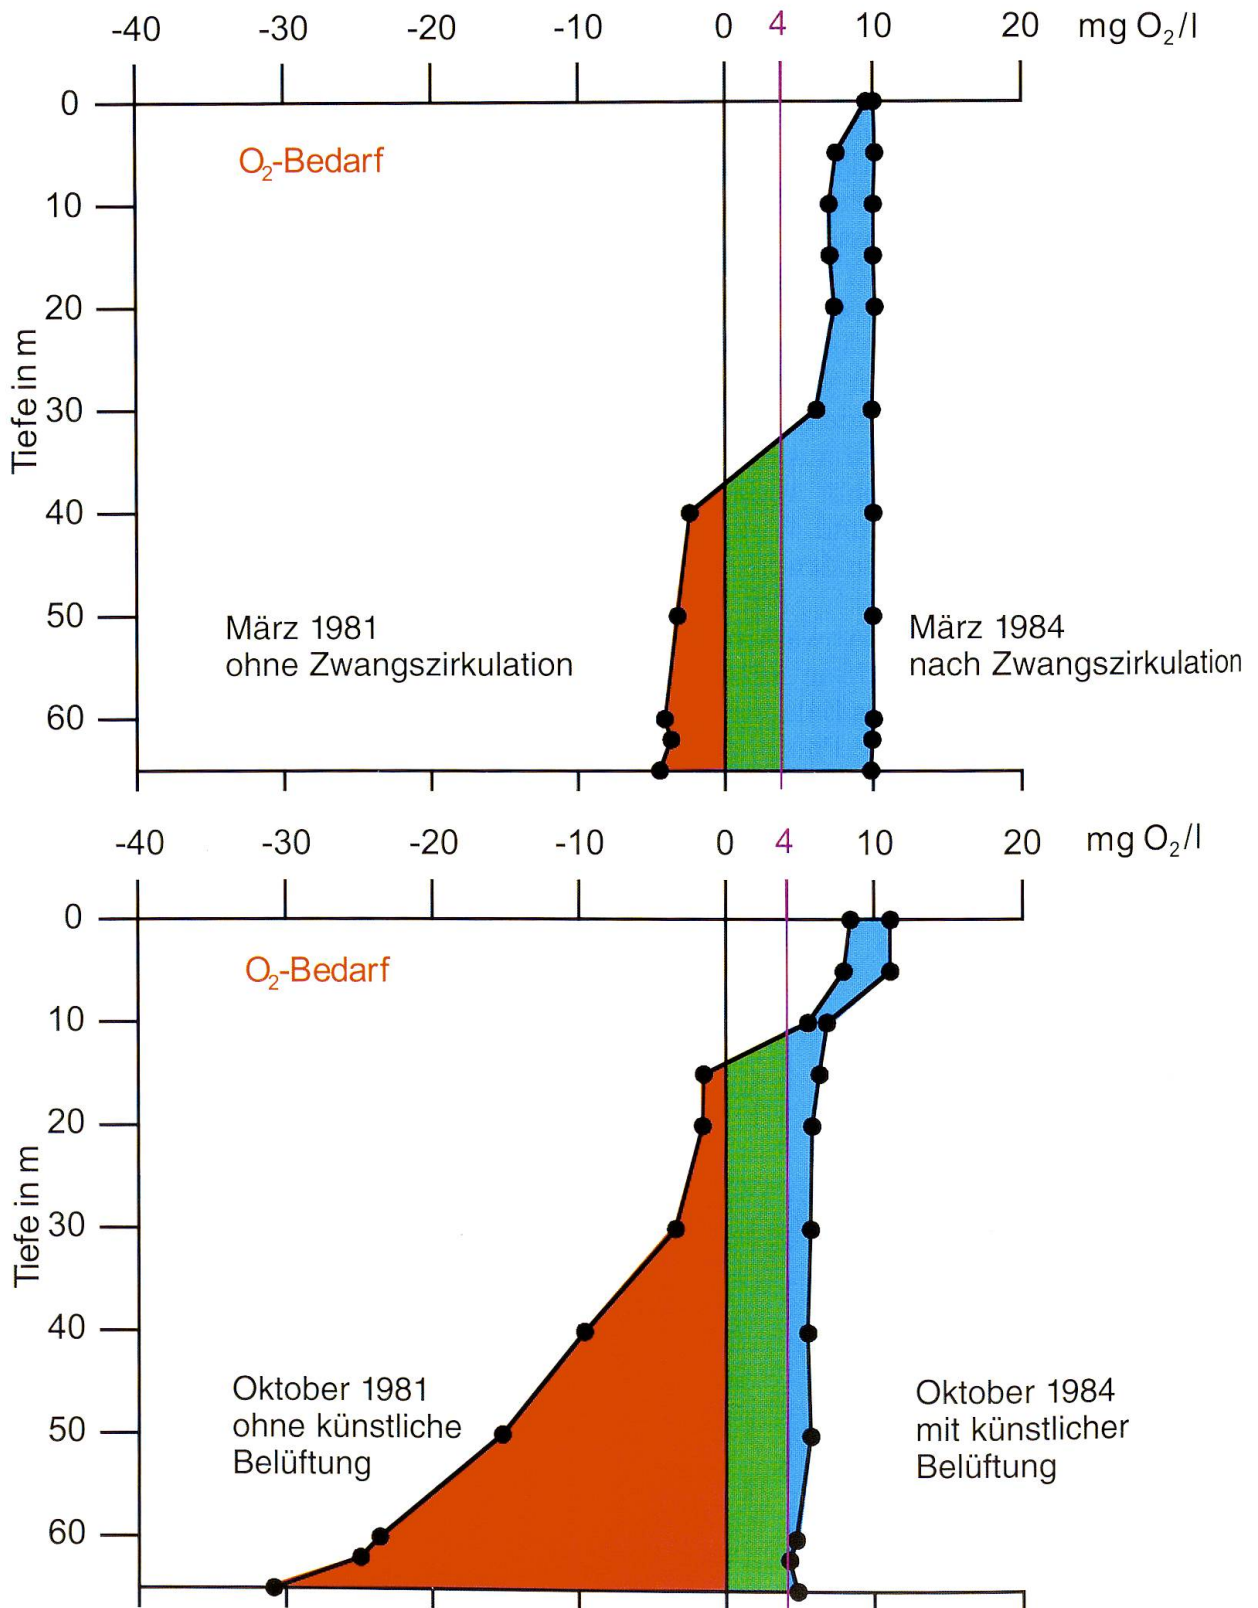 -40 -30 -20 -10 0 4 10 20 mg O₂/l
0
O₂-Bedarf
10
20
Tiefe in m
30
40
50
März 1981
ohne Zwangszirkulation
März 1984
nach Zwangszirkulation
60
-40 -30 -20 -10 0 4 10 20 mg O₂/l
0
O₂-Bedarf
10
20
Tiefe in m
30
40
Oktober 1981
ohne künstliche
Belüftung
Oktober 1984
mit künstlicher
Belüftung
50
60